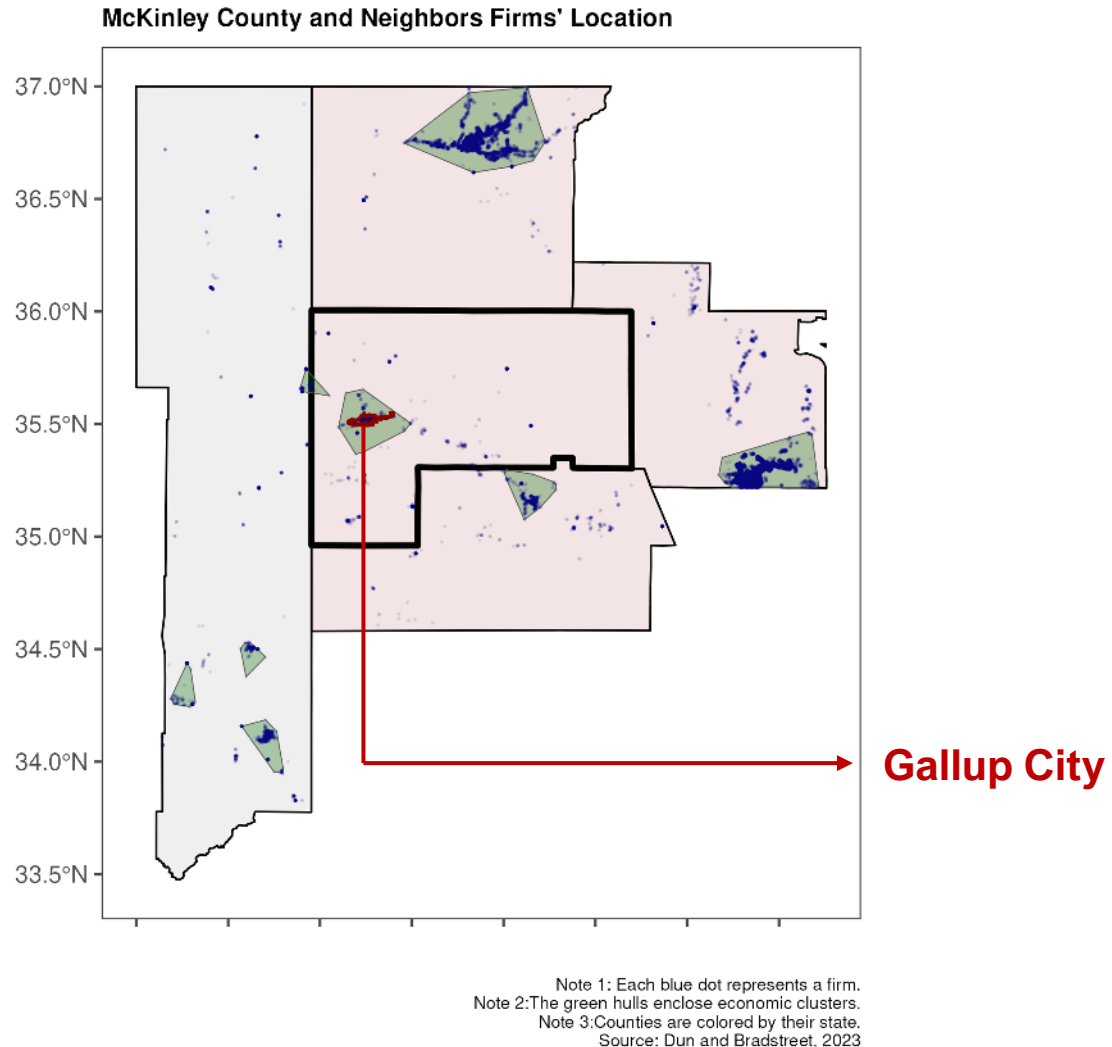 McKinley County and Neighbors Firms' Location
37.0°N
36.5°N
36.0°N
35.5°N
35.0°N
34.5°N
34.0°N
33.5°N
Gallup City
Note 1: Each blue dot represents a firm.
Note 2:The green hulls enclose economic clusters.
Note 3:Counties are colored by their state.
Source: Dun and Bradstreet, 2023